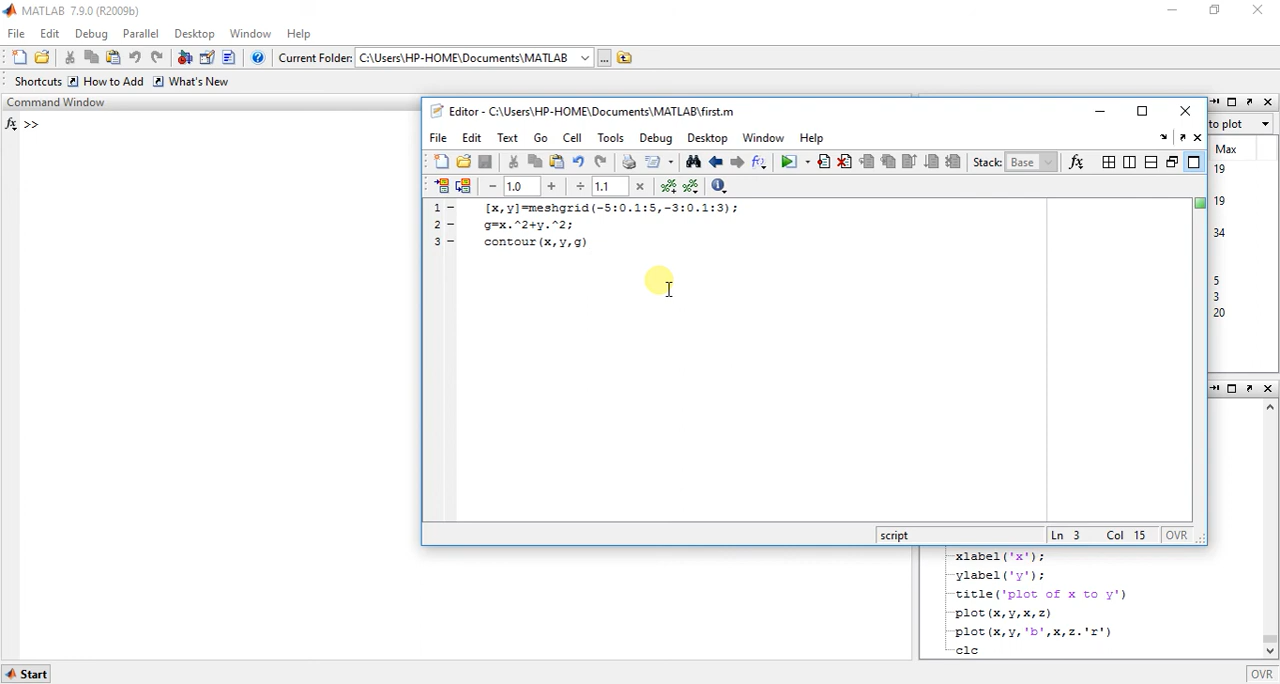 MATLAB 7.9.0 (R2009b)
File Edit Debug Parallel Desktop Window Help
Current Folder: C:\Users\HP-HOME\Documents\MATLAB ...
Shortcuts How to Add What's New
Command Window
fx >>
Editor - C:\Users\HP-HOME\Documents\MATLAB\first.m
to plot
File Edit Text Go Cell Tools Debug Desktop Window Help
Max
Stack: Base fx
19
- 1.0 + ÷ 1.1 ×
19
1 - [x,y]=meshgrid(-5:0.1:5,-3:0.1:3);
2 - g=x.^2+y.^2;
3 - contour(x,y,g)
34
5
3
20
script Ln 3 Col 15 OVR
xlabel('x');
ylabel('y');
title('plot of x to y')
plot(x,y,x,z)
plot(x,y,'b',x,z.'r')
clc
Start OVR